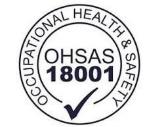 OCCUPATIONAL HEALTH & SAFETY
OHSAS
18001